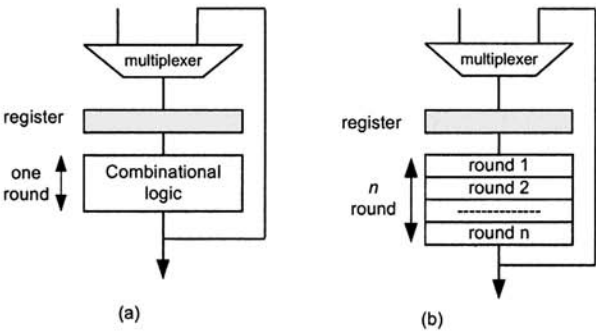 multiplexer
register
one
round
Combinational
logic
(a)
multiplexer
register
n
round
round 1
round 2
--------------
round n
(b)